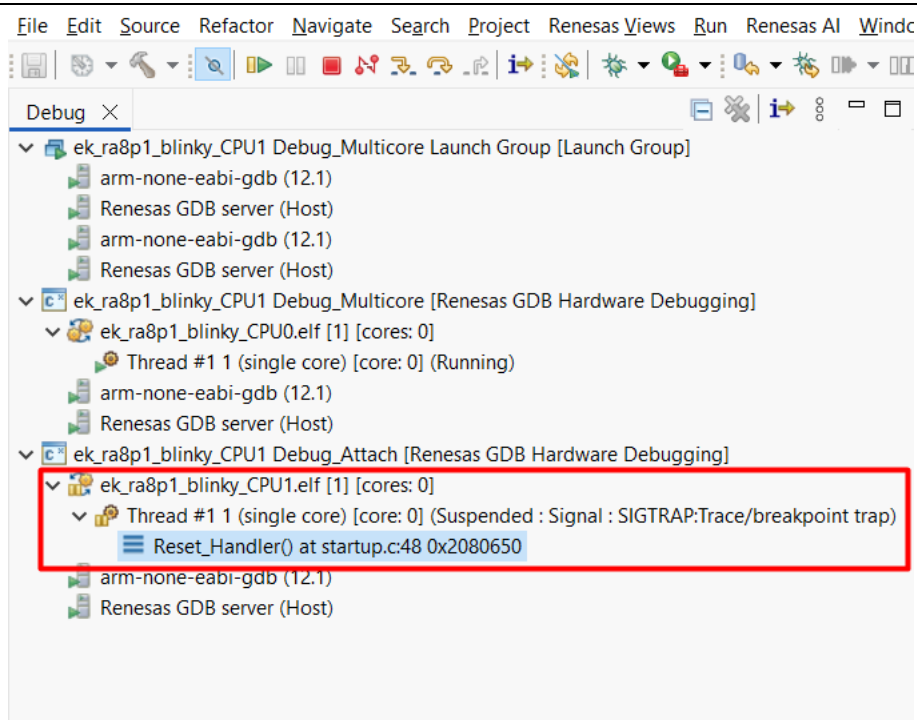 File Edit Source Refactor Navigate Search Project Renesas Views Run Renesas AI
Debug
ek_ra8p1_blinky_CPU1 Debug_Multicore Launch Group [Launch Group]
arm-none-eabi-gdb (12.1)
Renesas GDB server (Host)
arm-none-eabi-gdb (12.1)
Renesas GDB server (Host)
ek_ra8p1_blinky_CPU1 Debug_Multicore [Renesas GDB Hardware Debugging]
ek_ra8p1_blinky_CPU0.elf [1] [cores: 0]
Thread #1 1 (single core) [core: 0] (Running)
arm-none-eabi-gdb (12.1)
Renesas GDB server (Host)
ek_ra8p1_blinky_CPU1 Debug_Attach [Renesas GDB Hardware Debugging]
ek_ra8p1_blinky_CPU1.elf [1] [cores: 0]
Thread #1 1 (single core) [core: 0] (Suspended : Signal : SIGTRAP:Trace/breakpoint trap)
Reset_Handler() at startup.c:48 0x2080650
arm-none-eabi-gdb (12.1)
Renesas GDB server (Host)